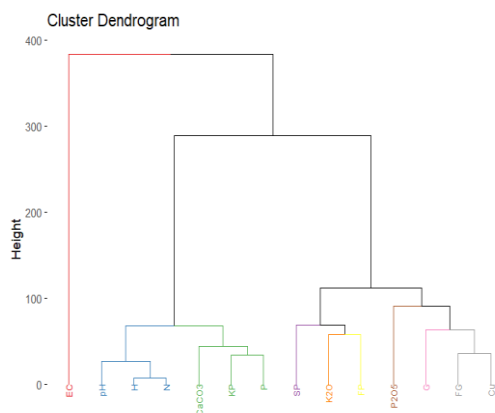 Cluster Dendrogram
Height
400
300
200
100
0
EC
pH
H
N
CaCO3
KP
P
SP
K2O
P2O5
G
FG
Cu